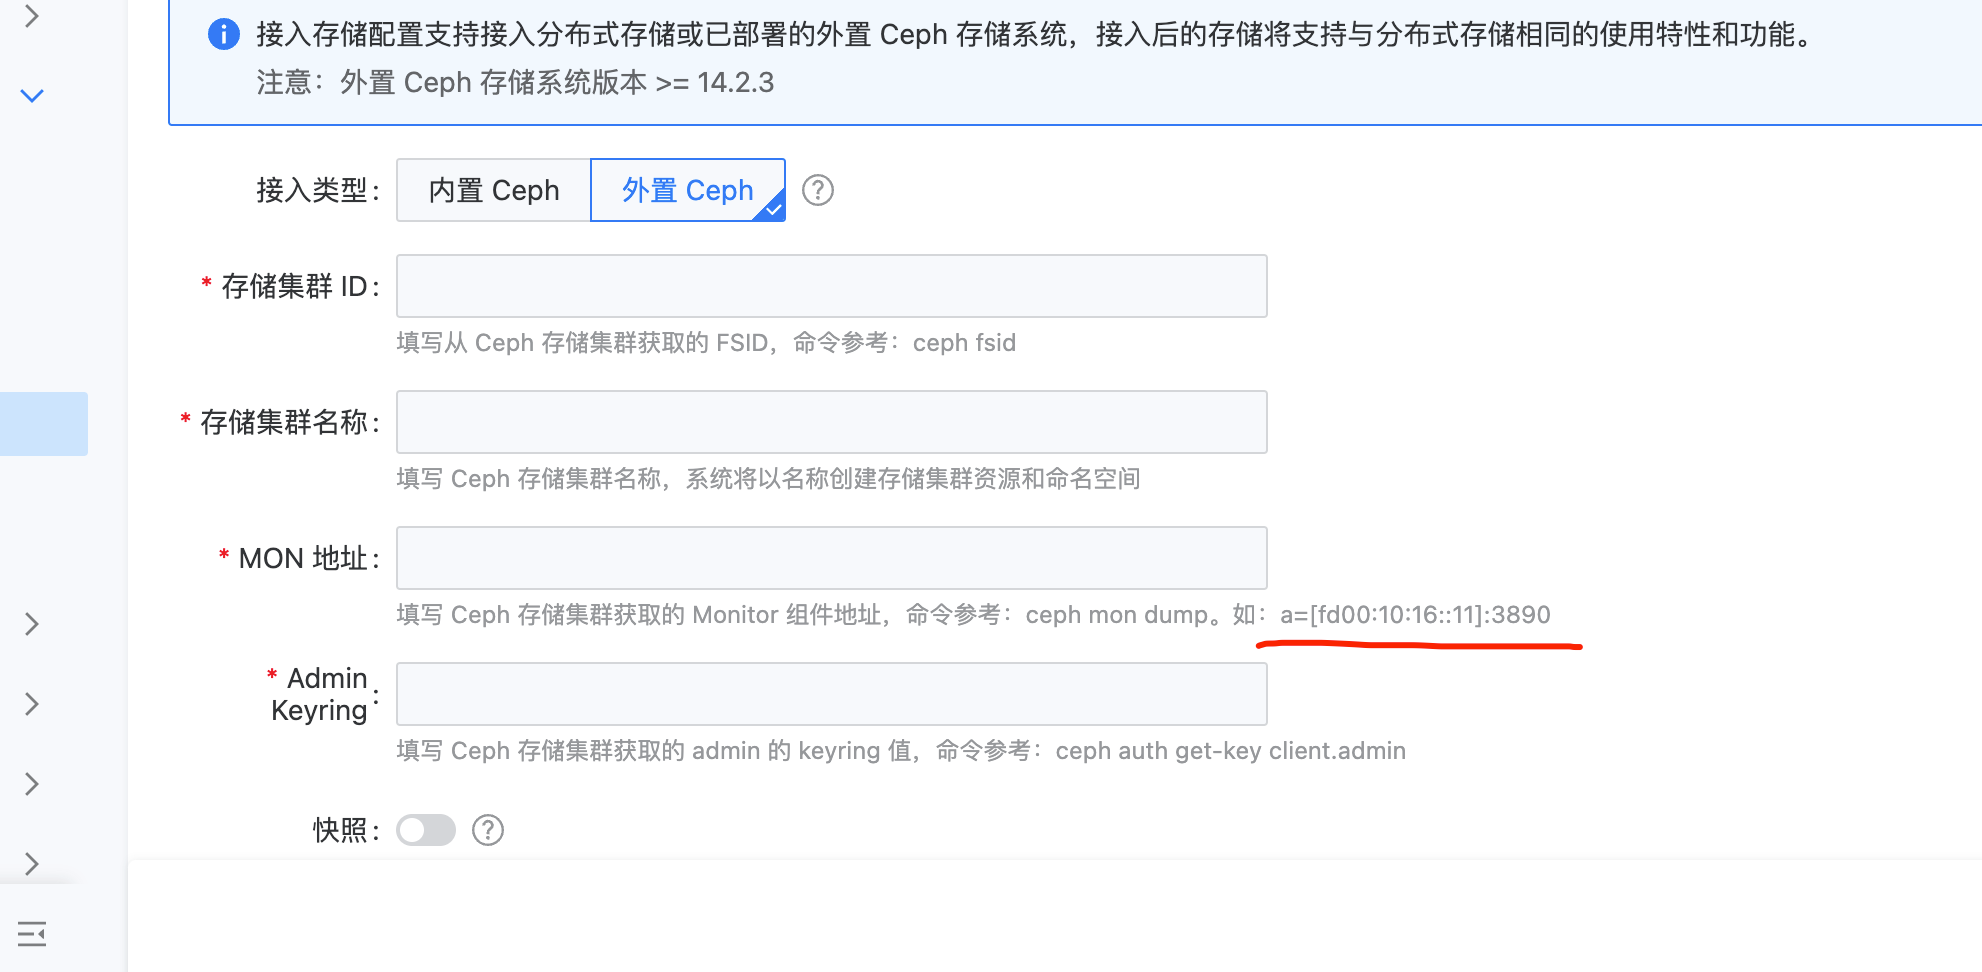 接入存储配置支持接入分布式存储或已部署的外置 Ceph 存储系统，接入后的存储将支持与分布式存储相同的使用特性和功能。
注意：外置 Ceph 存储系统版本 >= 14.2.3
接入类型： 内置 Ceph 外置 Ceph
* 存储集群 ID：
填写从 Ceph 存储集群获取的 FSID，命令参考：ceph fsid
* 存储集群名称：
填写 Ceph 存储集群名称，系统将以名称创建存储集群资源和命名空间
* MON 地址：
填写 Ceph 存储集群获取的 Monitor 组件地址，命令参考：ceph mon dump。如：a=[fd00:10:16::11]:3890
* Admin
Keyring：
填写 Ceph 存储集群获取的 admin 的 keyring 值，命令参考：ceph auth get-key client.admin
快照：